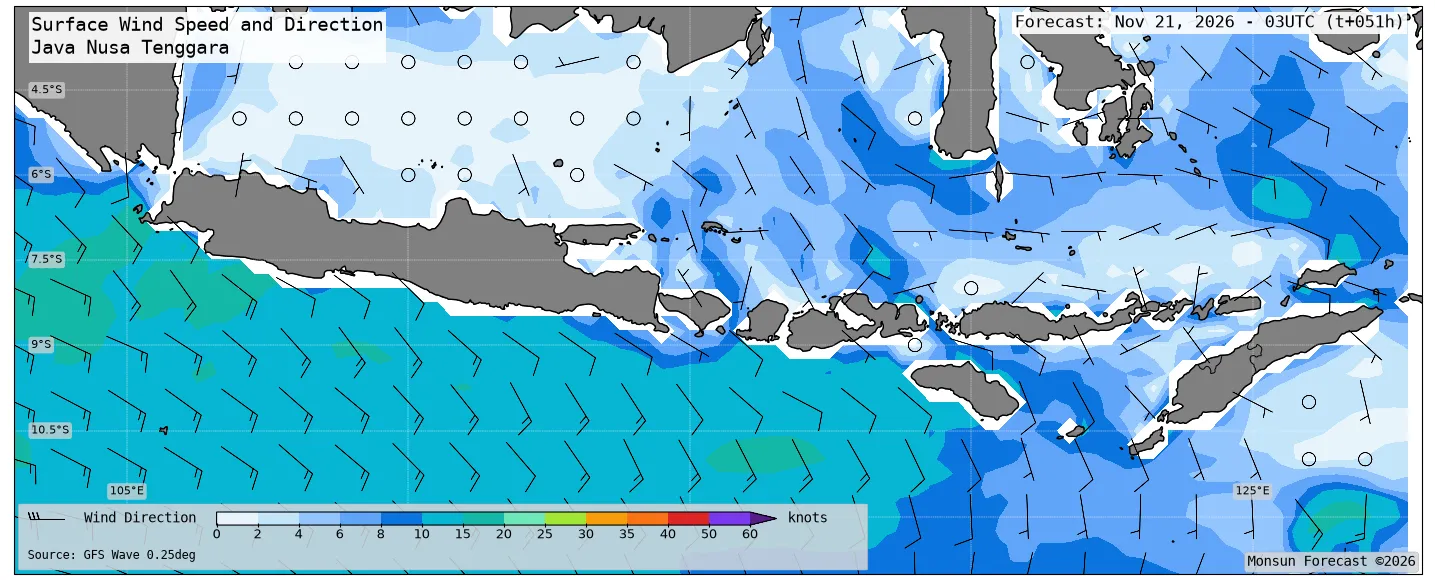 Surface Wind Speed and Direction
Java Nusa Tenggara
Forecast: Nov 21, 2026 - 03UTC (t+051h)
4.5°S
6°S
7.5°S
9°S
10.5°S
105°E
125°E
Wind Direction
0 2 4 6 8 10 15 20 25 30 35 40 50 60
knots
Source: GFS Wave 0.25deg
Monsun Forecast ©2026